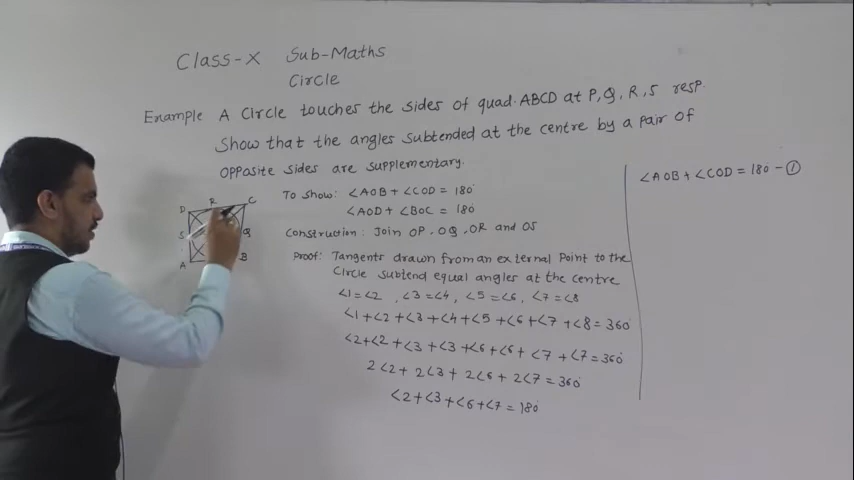 Class-X Sub-Maths
Circle
Example A Circle touches the sides of quad. ABCD at P, Q, R, S resp.
Show that the angles subtended at the centre by a pair of
opposite sides are supplementary.
To show: ∠AOB + ∠COD = 180°
∠AOD + ∠BOC = 180°
Construction: Join OP, OQ, OR and OS
Proof: Tangents drawn from an external point to the
circle subtend equal angles at the centre
∠1=∠2, ∠3=∠4, ∠5=∠6, ∠7=∠8
∠1+∠2+∠3+∠4+∠5+∠6+∠7+∠8=360°
∠2+∠2+∠3+∠3+∠6+∠6+∠7+∠7=360°
2∠2+2∠3+2∠6+2∠7=360°
∠2+∠3+∠6+∠7=180°
∠AOB + ∠COD = 180 - ①
D R C
S Q
A B